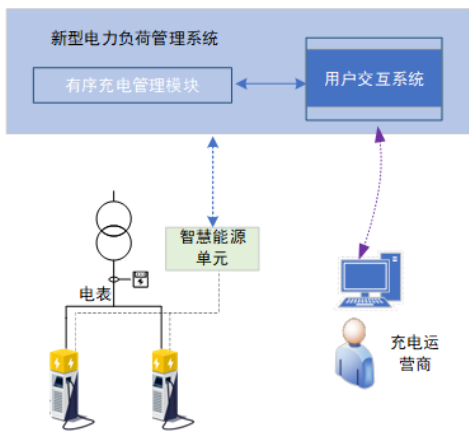 新型电力负荷管理系统
有序充电管理模块
用户交互系统
智慧能源
单元
电表
充电运
营商